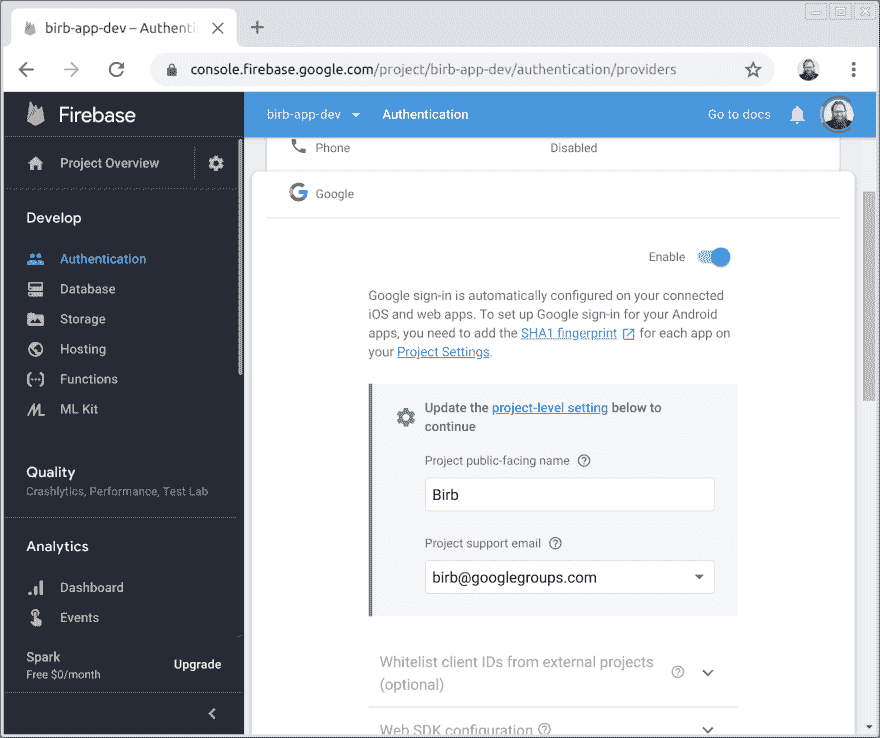 birb-app-dev – Authenti
console.firebase.google.com/project/birb-app-dev/authentication/providers
Firebase
birb-app-dev
Authentication
Go to docs
Project Overview
Phone
Disabled
Google
Develop
Authentication
Database
Storage
Hosting
Functions
ML Kit
Quality
Crashlytics, Performance, Test Lab
Analytics
Dashboard
Events
Spark
Free $0/month
Upgrade
Enable
Google sign-in is automatically configured on your connected
iOS and web apps. To set up Google sign-in for your Android
apps, you need to add the SHA1 fingerprint for each app on
your Project Settings.
Update the project-level setting below to
continue
Project public-facing name
Birb
Project support email
birb@googlegroups.com
Whitelist client IDs from external projects
(optional)
Web SDK configuration